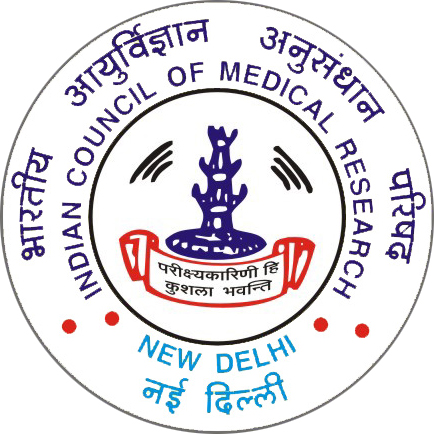 भारतीय आयुर्विज्ञान अनुसंधान परिषद
INDIAN COUNCIL OF MEDICAL RESEARCH
परीक्ष्यकारिणी हि
कुशला भवन्ति
NEW DELHI
नई दिल्ली